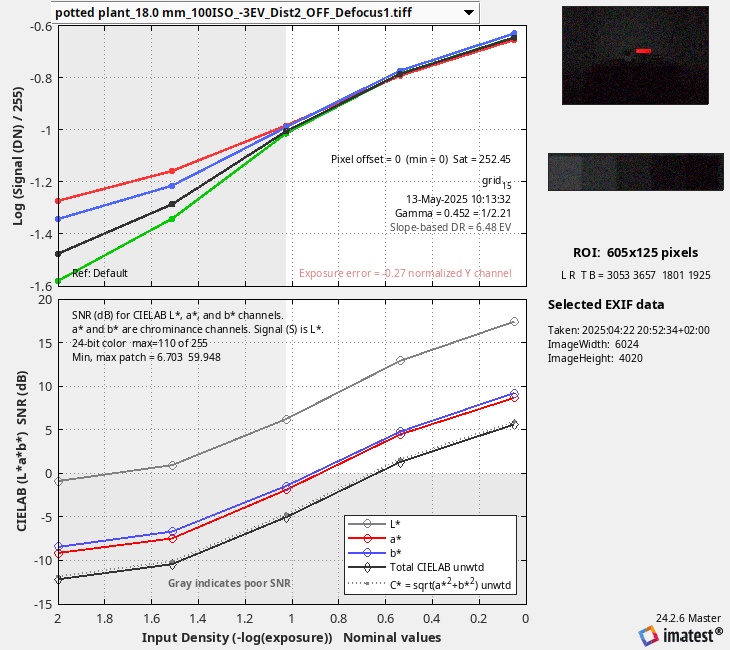 potted plant_18.0 mm_100ISO_-3EV_Dist2_OFF_Defocus1.tiff
-0.6
-0.8
-1
-1.2
-1.4
-1.6
Log (Signal (DN) / 255)
Pixel offset = 0 (min = 0) Sat = 252.45
grid15
13-May-2025 10:13:32
Gamma = 0.452 = 1/2.21
Slope-based DR = 6.48 EV
Ref: Default
Exposure error = -0.27 normalized Y channel
ROI: 605x125 pixels
L R T B = 3053 3657 1801 1925
Selected EXIF data
Taken: 2025:04:22 20:52:34+02:00
ImageWidth: 6024
ImageHeight: 4020
20
15
10
5
0
-5
-10
-15
CIELAB (L*a*b*) SNR (dB)
SNR (dB) for CIELAB L*, a*, and b* channels.
a* and b* are chrominance channels. Signal (S) is L*.
24-bit color max=110 of 255
Min, max patch = 6.703 59.948
Gray indicates poor SNR
L*
a*
b*
Total CIELAB unwtd
C* = sqrt(a*2+b*2) unwtd
2 1.8 1.6 1.4 1.2 1 0.8 0.6 0.4 0.2 0
Input Density (-log(exposure)) Nominal values
24.2.6 Master
imatest®